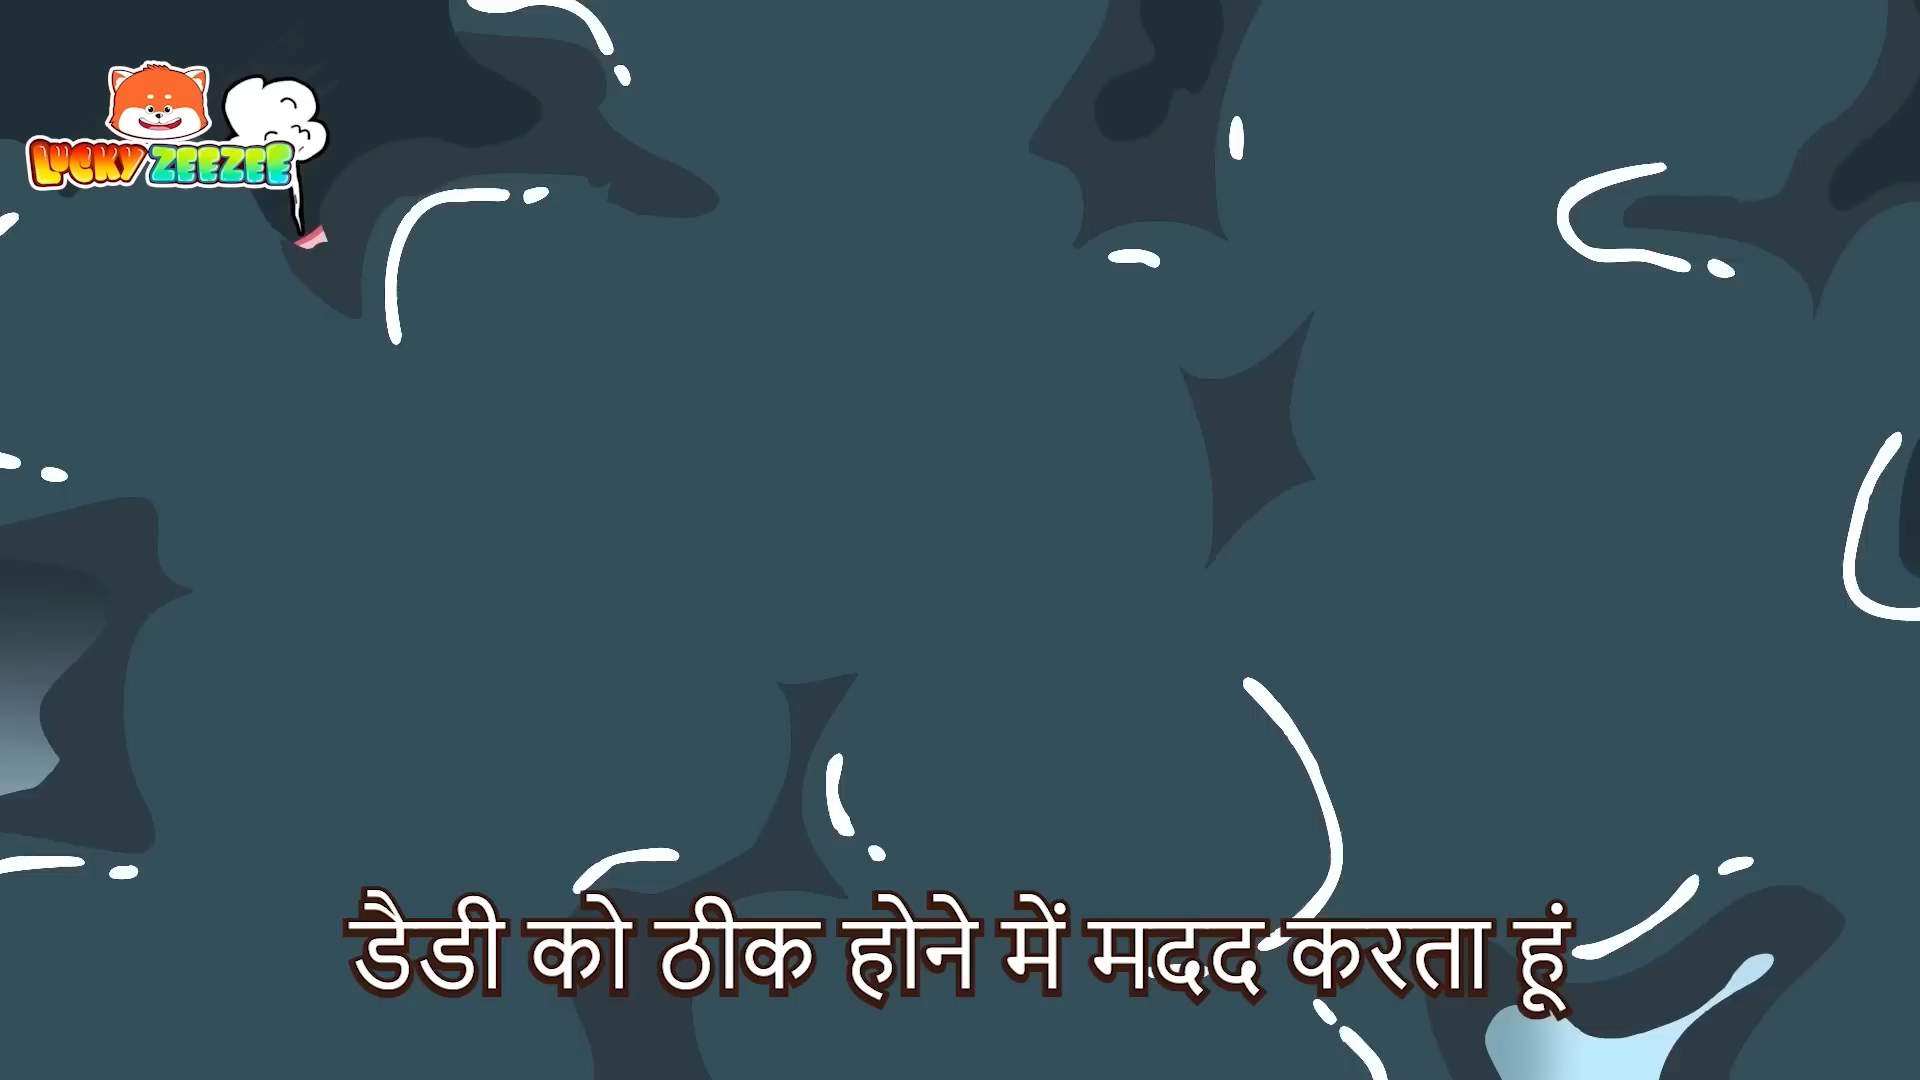 LUCKY ZEEZEE
डैडी को ठीक होने में मदद करता हूं